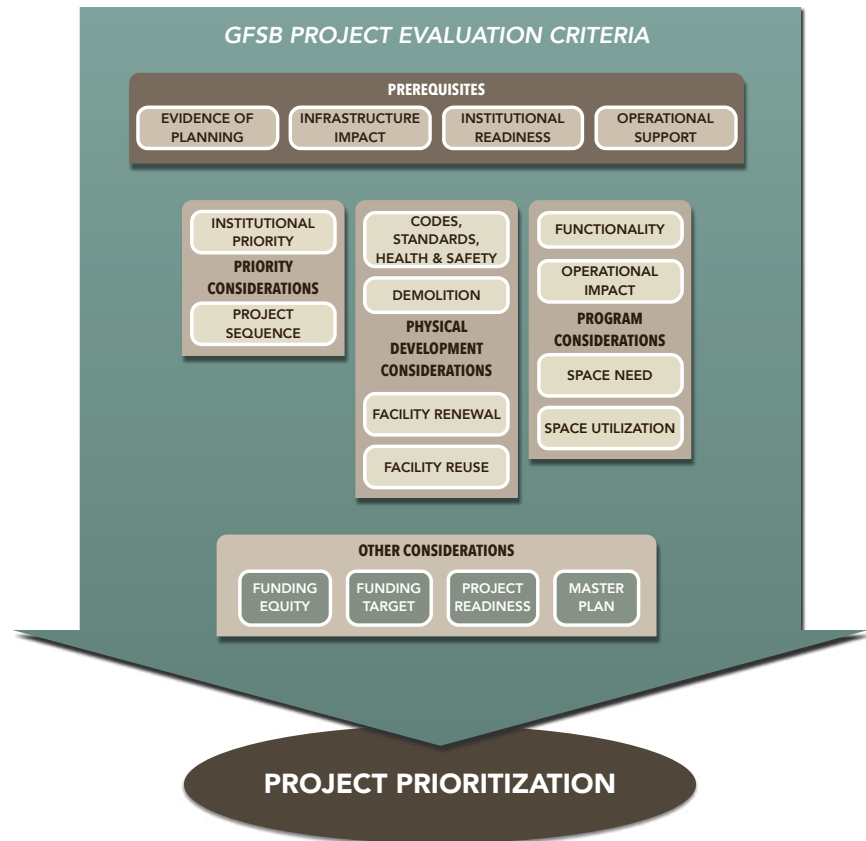 GFSB PROJECT EVALUATION CRITERIA
PREREQUISITES
EVIDENCE OF
PLANNING
INFRASTRUCTURE
IMPACT
INSTITUTIONAL
READINESS
OPERATIONAL
SUPPORT
INSTITUTIONAL
PRIORITY
PRIORITY
CONSIDERATIONS
PROJECT
SEQUENCE
CODES,
STANDARDS,
HEALTH & SAFETY
DEMOLITION
PHYSICAL
DEVELOPMENT
CONSIDERATIONS
FACILITY RENEWAL
FACILITY REUSE
FUNCTIONALITY
OPERATIONAL
IMPACT
PROGRAM
CONSIDERATIONS
SPACE NEED
SPACE UTILIZATION
OTHER CONSIDERATIONS
FUNDING
EQUITY
FUNDING
TARGET
PROJECT
READINESS
MASTER
PLAN
PROJECT PRIORITIZATION